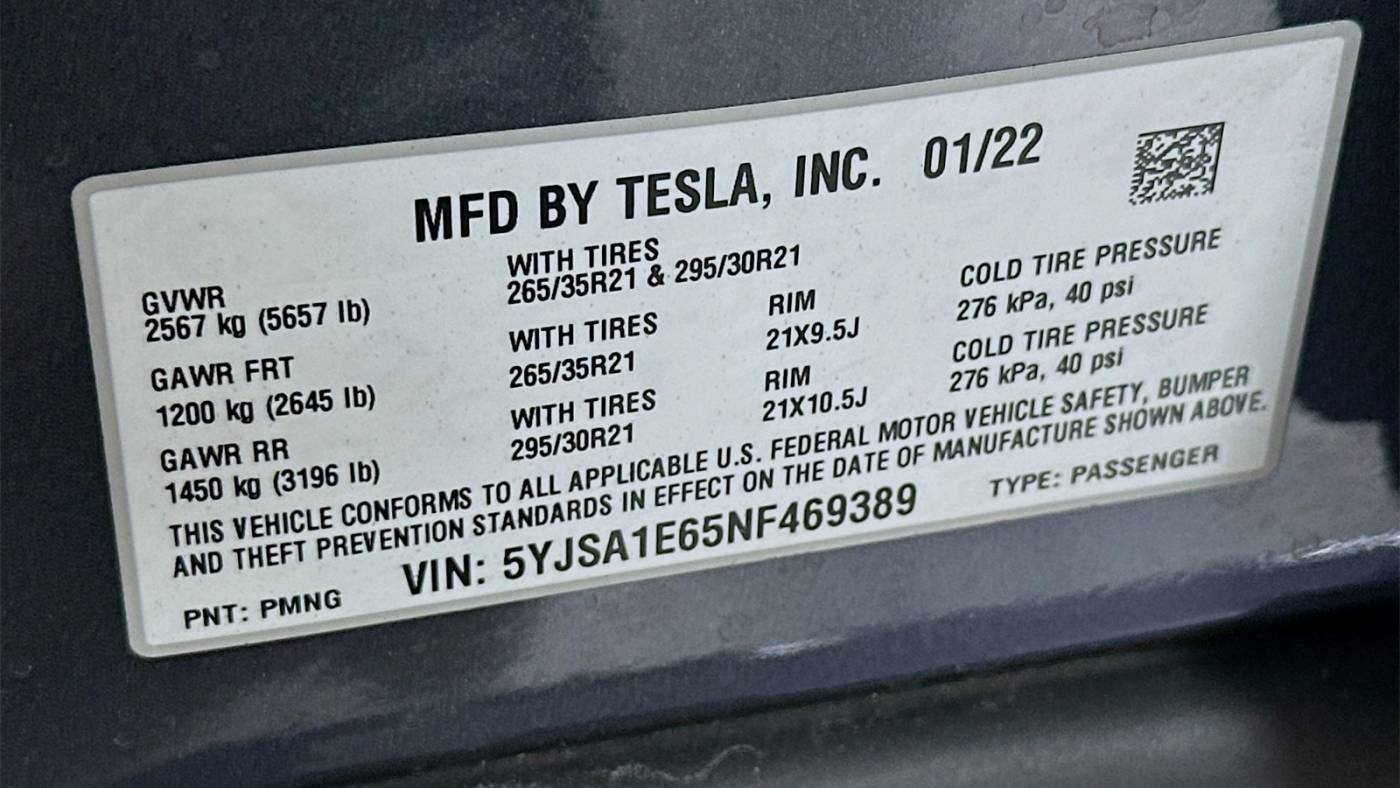 MFD BY TESLA, INC. 01/22
GVWR
2567 kg (5657 lb)
WITH TIRES
265/35R21 & 295/30R21
GAWR FRT
1200 kg (2645 lb)
WITH TIRES
265/35R21
RIM
21X9.5J
COLD TIRE PRESSURE
276 kPa, 40 psi
GAWR RR
1450 kg (3196 lb)
WITH TIRES
295/30R21
RIM
21X10.5J
COLD TIRE PRESSURE
276 kPa, 40 psi
THIS VEHICLE CONFORMS TO ALL APPLICABLE U.S. FEDERAL MOTOR VEHICLE SAFETY, BUMPER
AND THEFT PREVENTION STANDARDS IN EFFECT ON THE DATE OF MANUFACTURE SHOWN ABOVE.
PNT: PMNG VIN: 5YJSA1E65NF469389 TYPE: PASSENGER